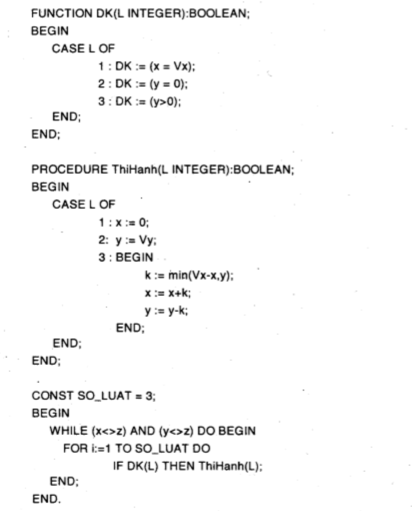 FUNCTION DK(L INTEGER):BOOLEAN;
BEGIN
CASE L OF
1 : DK := (x = Vx);
2 : DK := (y = 0);
3 : DK := (y>0);
END;
END;
PROCEDURE ThiHanh(L INTEGER):BOOLEAN;
BEGIN
CASE L OF
1 : x := 0;
2: y := Vy;
3 : BEGIN
k := min(Vx-x,y);
x := x+k;
y := y-k;
END;
END;
END;
CONST SO_LUAT = 3;
BEGIN
WHILE (x<>z) AND (y<>z) DO BEGIN
FOR i:=1 TO SO_LUAT DO
IF DK(L) THEN ThiHanh(L);
END;
END.